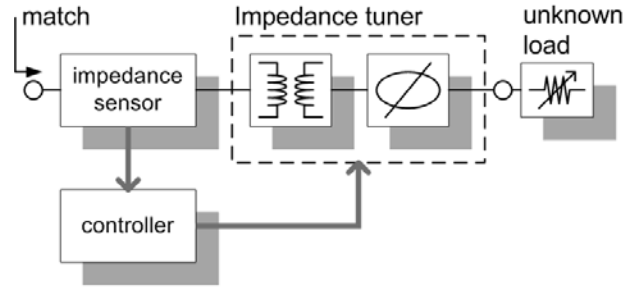 match
Impedance tuner
unknown
load
impedance
sensor
controller